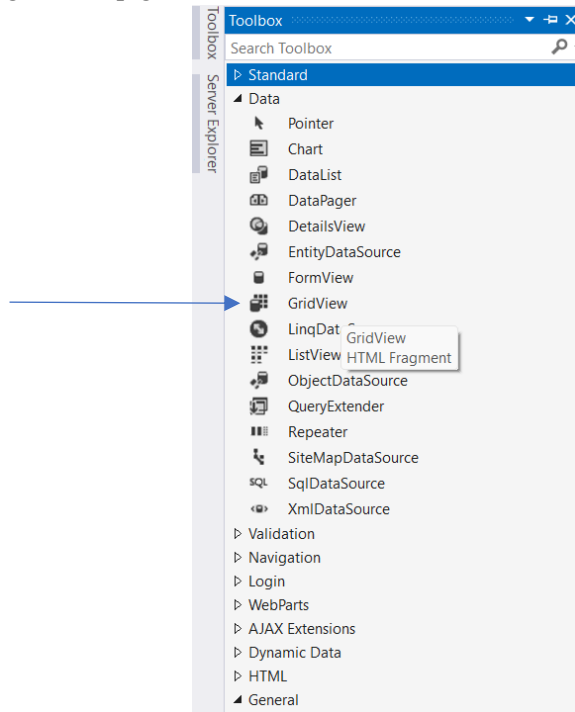 Toolbox
Server Explorer
Toolbox
Search Toolbox
Standard
Data
Pointer
Chart
DataList
DataPager
DetailsView
EntityDataSource
FormView
GridView
LinqDat
GridView
HTML Fragment
ListView
ObjectDataSource
QueryExtender
Repeater
SiteMapDataSource
SQL SqlDataSource
XmlDataSource
Validation
Navigation
Login
WebParts
AJAX Extensions
Dynamic Data
HTML
General